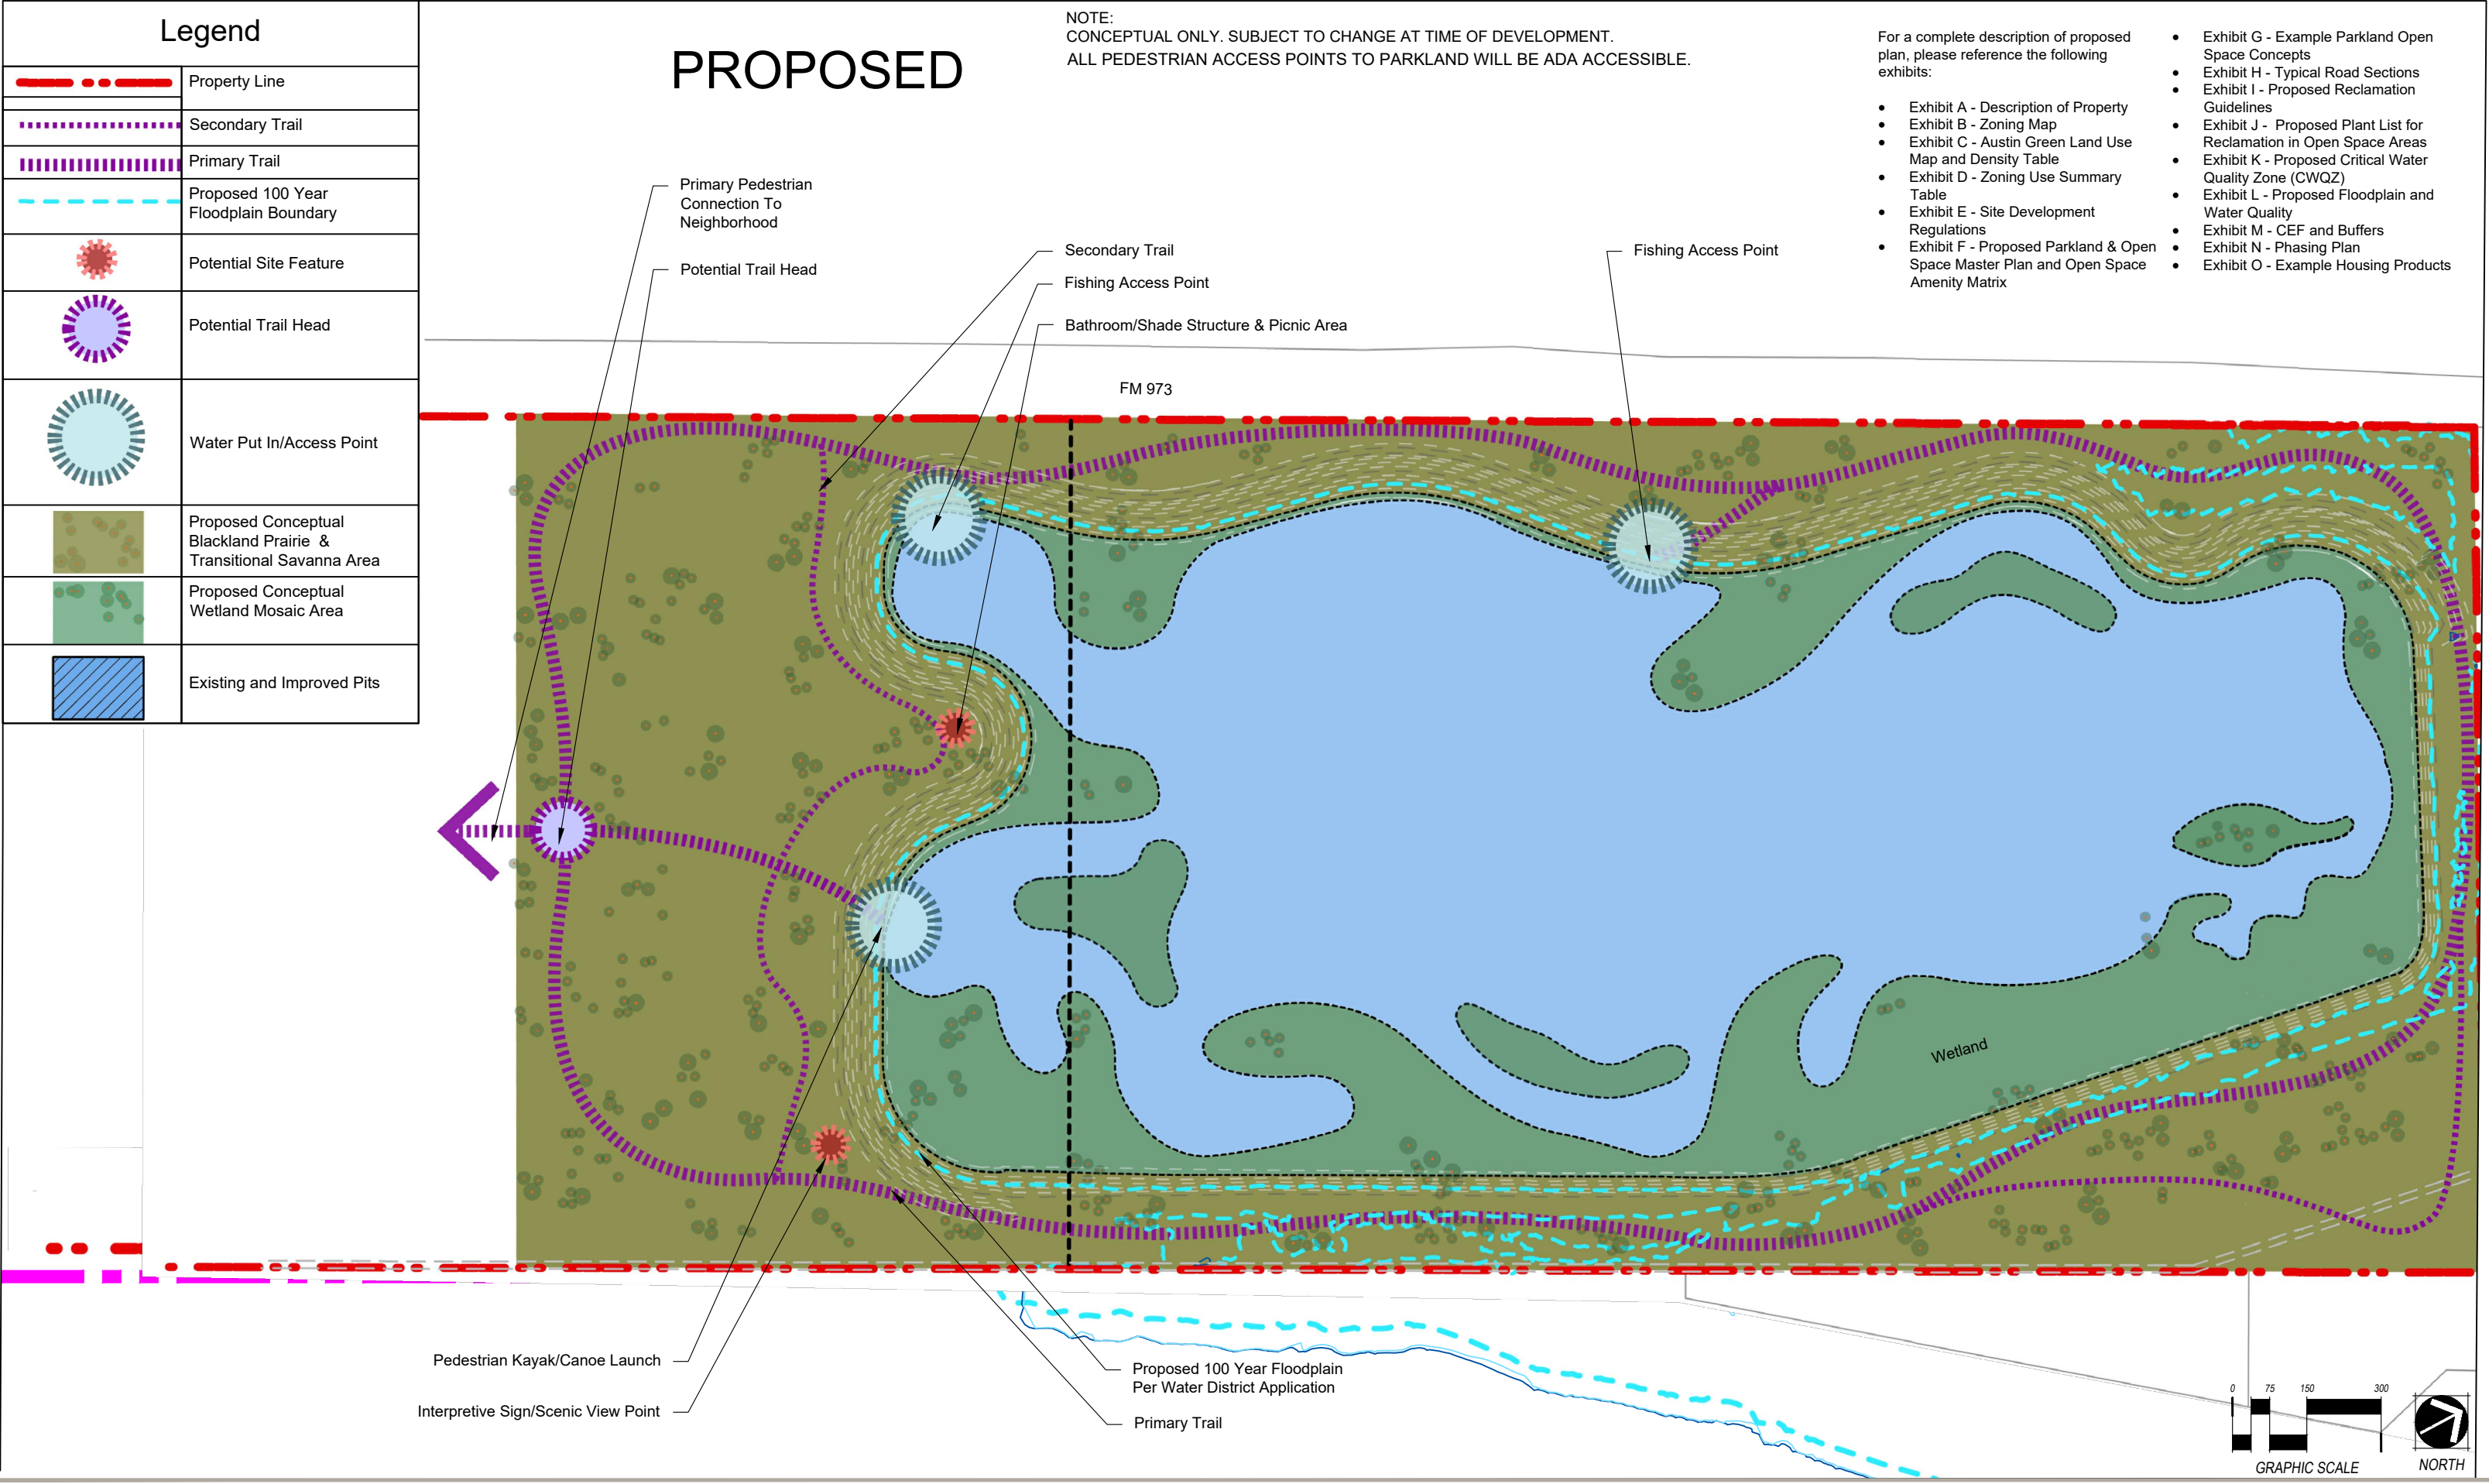 Legend
Property Line
Secondary Trail
Primary Trail
Proposed 100 Year
Floodplain Boundary
Potential Site Feature
Potential Trail Head
Water Put In/Access Point
Proposed Conceptual
Blackland Prairie &
Transitional Savanna Area
Proposed Conceptual
Wetland Mosaic Area
Existing and Improved Pits
PROPOSED
NOTE:
CONCEPTUAL ONLY. SUBJECT TO CHANGE AT TIME OF DEVELOPMENT.
ALL PEDESTRIAN ACCESS POINTS TO PARKLAND WILL BE ADA ACCESSIBLE.
For a complete description of proposed
plan, please reference the following
exhibits:
• Exhibit A - Description of Property
• Exhibit B - Zoning Map
• Exhibit C - Austin Green Land Use
Map and Density Table
• Exhibit D - Zoning Use Summary
Table
• Exhibit E - Site Development
Regulations
• Exhibit F - Proposed Parkland & Open
Space Master Plan and Open Space
Amenity Matrix
• Exhibit G - Example Parkland Open
Space Concepts
• Exhibit H - Typical Road Sections
• Exhibit I - Proposed Reclamation
Guidelines
• Exhibit J - Proposed Plant List for
Reclamation in Open Space Areas
• Exhibit K - Proposed Critical Water
Quality Zone (CWQZ)
• Exhibit L - Proposed Floodplain and
Water Quality
• Exhibit M - CEF and Buffers
• Exhibit N - Phasing Plan
• Exhibit O - Example Housing Products
Primary Pedestrian
Connection To
Neighborhood
Potential Trail Head
Secondary Trail
Fishing Access Point
Bathroom/Shade Structure & Picnic Area
Fishing Access Point
FM 973
Wetland
Pedestrian Kayak/Canoe Launch
Interpretive Sign/Scenic View Point
Proposed 100 Year Floodplain
Per Water District Application
Primary Trail
0 75 150 300
GRAPHIC SCALE
NORTH